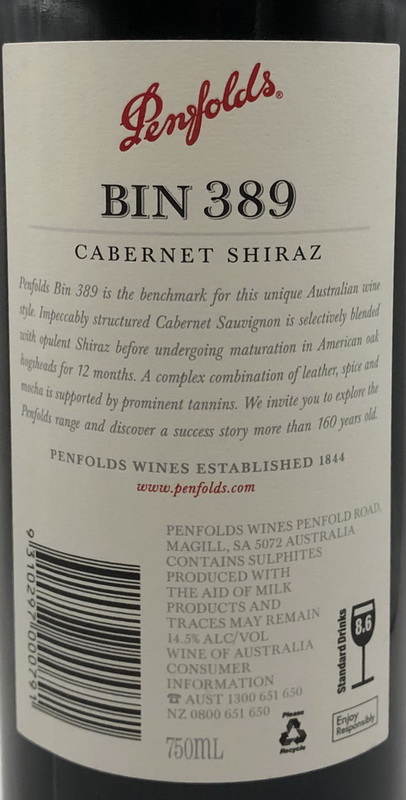 Penfolds®
BIN 389
CABERNET SHIRAZ
Penfolds Bin 389 is the benchmark for this unique Australian wine
style. Impeccably structured Cabernet Sauvignon is selectively blended
with opulent Shiraz before undergoing maturation in American oak
hogsheads for 12 months. A complex combination of leather, spice and
mocha is supported by prominent tannins. We invite you to explore the
Penfolds range and discover a success story more than 160 years old.
PENFOLDS WINES ESTABLISHED 1844
www.penfolds.com
PENFOLDS WINES PENFOLD ROAD,
MAGILL, SA 5072 AUSTRALIA
CONTAINS SULPHITES
PRODUCED WITH
THE AID OF MILK
PRODUCTS AND
TRACES MAY REMAIN
14.5% ALC/VOL
WINE OF AUSTRALIA
CONSUMER
INFORMATION
☎ AUST 1300 651 650
NZ 0800 651 650
750ML
9 310297 000791
Please
Recycle
Standard Drinks
8.6
Enjoy
Responsibly